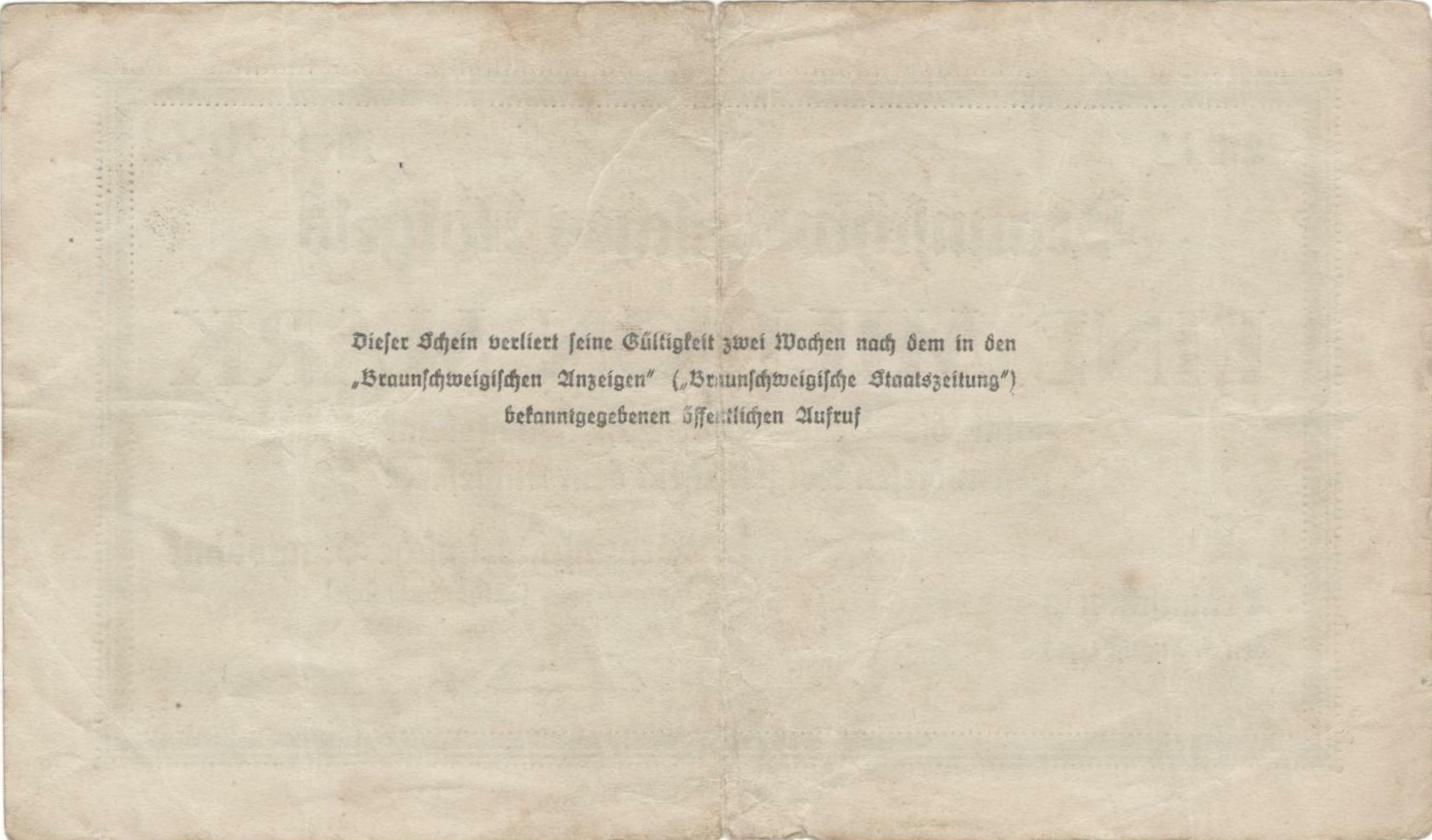 Dieser Schein verliert seine Gültigkeit zwei Wochen nach dem in den
„Braunschweigischen Anzeigen“ („Braunschweigische Staatszeitung“)
bekanntgegebenen öffentlichen Aufruf